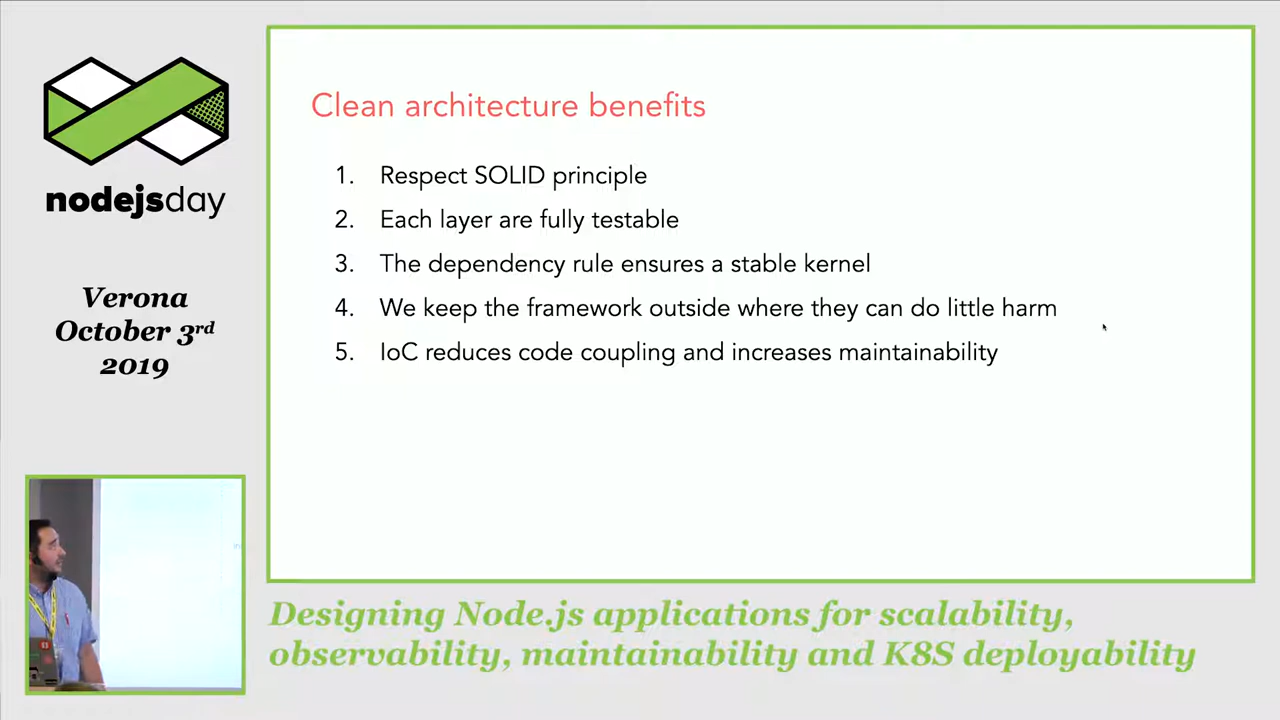 nodejsday
Verona
October 3rd
2019
Clean architecture benefits
1. Respect SOLID principle
2. Each layer are fully testable
3. The dependency rule ensures a stable kernel
4. We keep the framework outside where they can do little harm
5. IoC reduces code coupling and increases maintainability
Designing Node.js applications for scalability,
observability, maintainability and K8S deployability